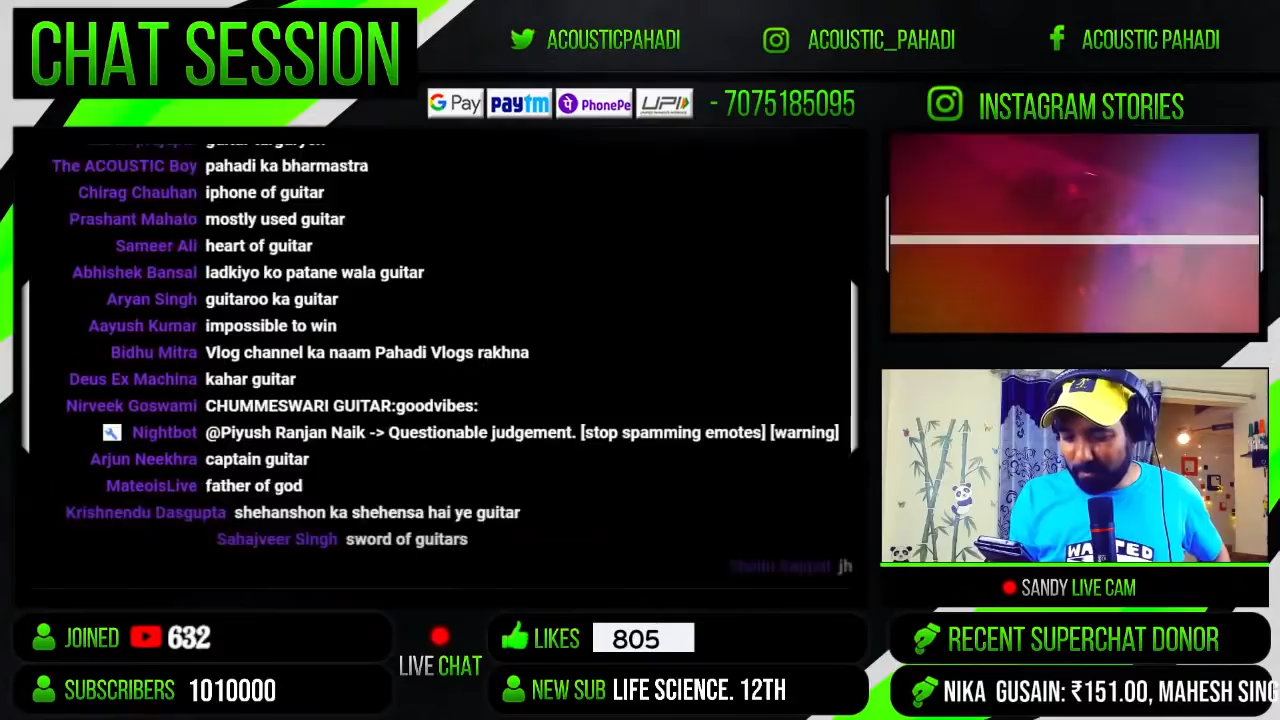 CHAT SESSION
ACOUSTICPAHADI
ACOUSTIC_PAHADI
ACOUSTIC PAHADI
G Pay paytm PhonePe UPI - 7075185095
INSTAGRAM STORIES
The ACOUSTIC Boy pahadi ka bharmastra
Chirag Chauhan iphone of guitar
Prashant Mahato mostly used guitar
Sameer Ali heart of guitar
Abhishek Bansal ladkiyo ko patane wala guitar
Aryan Singh guitaroo ka guitar
Aayush Kumar impossible to win
Bidhu Mitra Vlog channel ka naam Pahadi Vlogs rakhna
Deus Ex Machina kahar guitar
Nirveek Goswami CHUMMESWARI GUITAR:goodvibes:
Nightbot @Piyush Ranjan Naik -> Questionable judgement. [stop spamming emotes] [warning]
Arjun Neekhra captain guitar
MateoisLive father of god
Krishnendu Dasgupta shehanshon ka shehensa hai ye guitar
Sahajveer Singh sword of guitars
jh
WANTED
SANDY LIVE CAM
JOINED 632
LIVE CHAT
LIKES 805
RECENT SUPERCHAT DONOR
SUBSCRIBERS 1010000
NEW SUB LIFE SCIENCE. 12TH
NIKA GUSAIN: ₹151.00, MAHESH SING